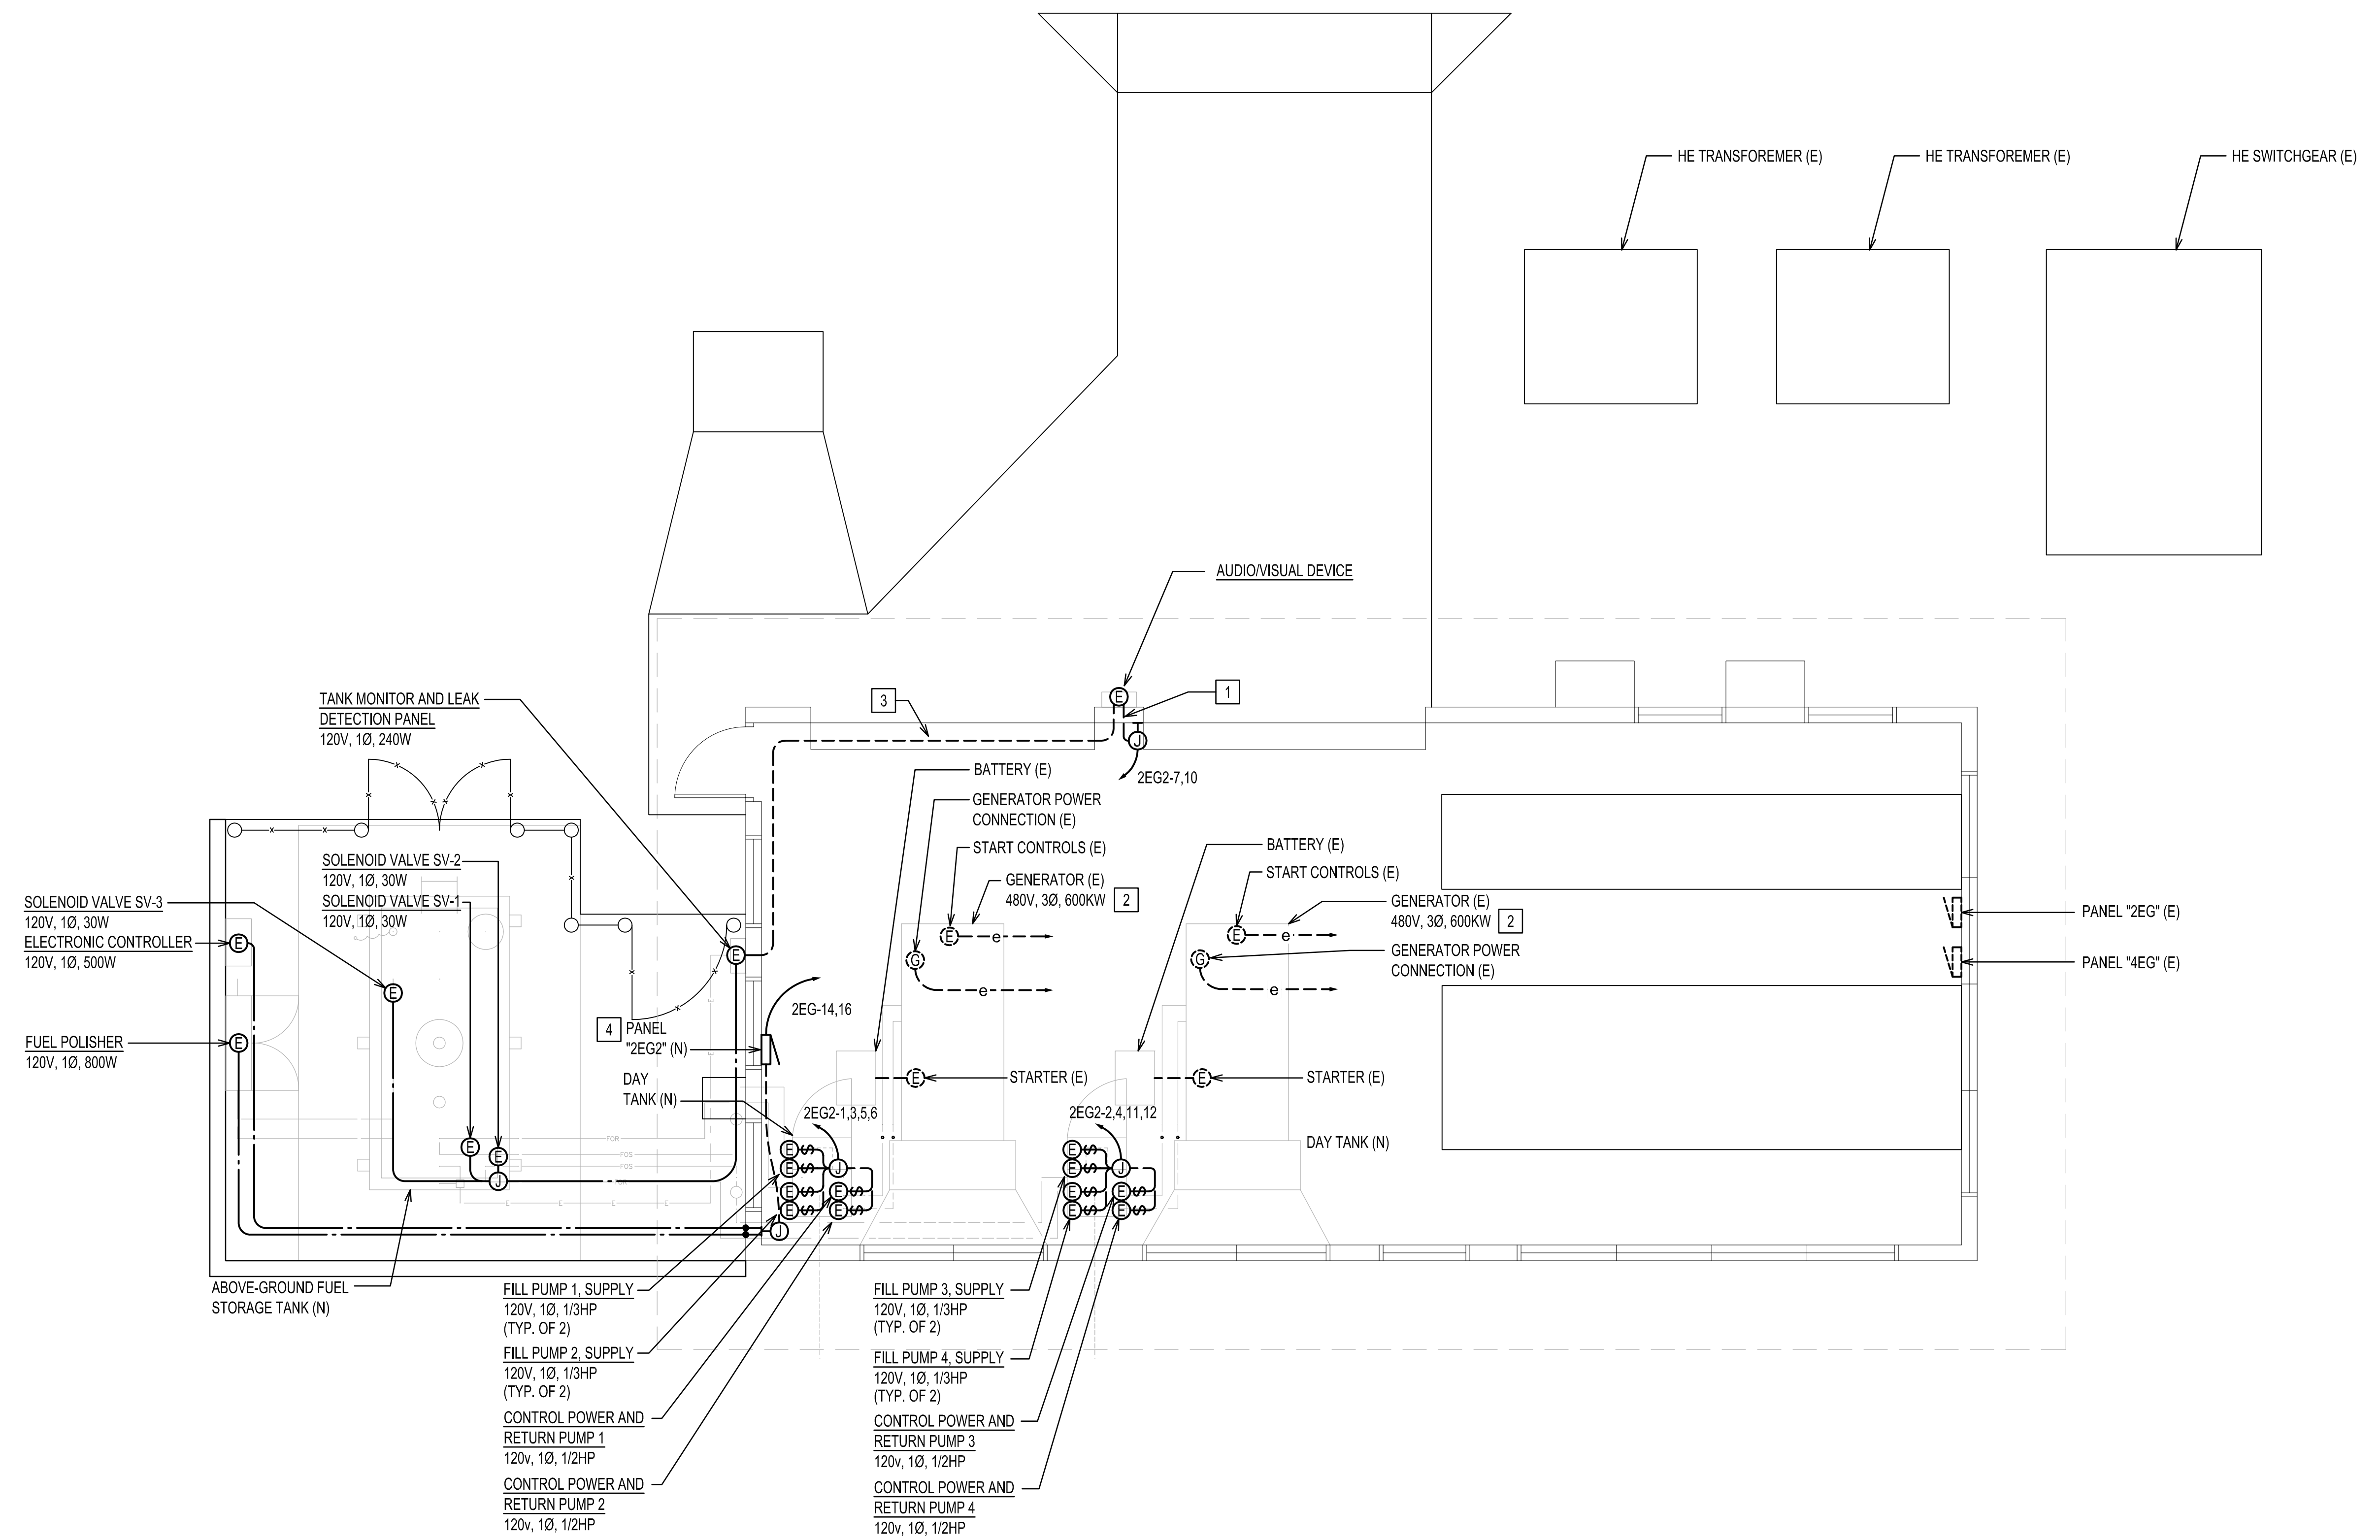 HE TRANSFOREMER (E)
HE TRANSFOREMER (E)
HE SWITCHGEAR (E)
AUDIO/VISUAL DEVICE
TANK MONITOR AND LEAK
DETECTION PANEL
120V, 1Ø, 240W
3
1
E
J
2EG2-7,10
BATTERY (E)
GENERATOR POWER
CONNECTION (E)
START CONTROLS (E)
GENERATOR (E)
480V, 3Ø, 600KW
2
BATTERY (E)
START CONTROLS (E)
GENERATOR (E)
480V, 3Ø, 600KW
2
GENERATOR POWER
CONNECTION (E)
PANEL "2EG" (E)
PANEL "4EG" (E)
SOLENOID VALVE SV-2
120V, 1Ø, 30W
SOLENOID VALVE SV-1
120V, 1Ø, 30W
SOLENOID VALVE SV-3
120V, 1Ø, 30W
ELECTRONIC CONTROLLER
120V, 1Ø, 500W
FUEL POLISHER
120V, 1Ø, 800W
E
E
E
E
E
J
E
E
e
G
e
E
e
G
e
2EG-14,16
4
PANEL
"2EG2" (N)
DAY
TANK (N)
E
STARTER (E)
E
STARTER (E)
2EG2-1,3,5,6
2EG2-2,4,11,12
DAY TANK (N)
FOR
FOS
FOS
FOR
E
E
E
E
J
E
E
J
E
E
E
E
J
E
E
ABOVE-GROUND FUEL
STORAGE TANK (N)
FILL PUMP 1, SUPPLY
120V, 1Ø, 1/3HP
(TYP. OF 2)
FILL PUMP 2, SUPPLY
120V, 1Ø, 1/3HP
(TYP. OF 2)
CONTROL POWER AND
RETURN PUMP 1
120v, 1Ø, 1/2HP
CONTROL POWER AND
RETURN PUMP 2
120v, 1Ø, 1/2HP
FILL PUMP 3, SUPPLY
120V, 1Ø, 1/3HP
(TYP. OF 2)
FILL PUMP 4, SUPPLY
120V, 1Ø, 1/3HP
(TYP. OF 2)
CONTROL POWER AND
RETURN PUMP 3
120v, 1Ø, 1/2HP
CONTROL POWER AND
RETURN PUMP 4
120v, 1Ø, 1/2HP